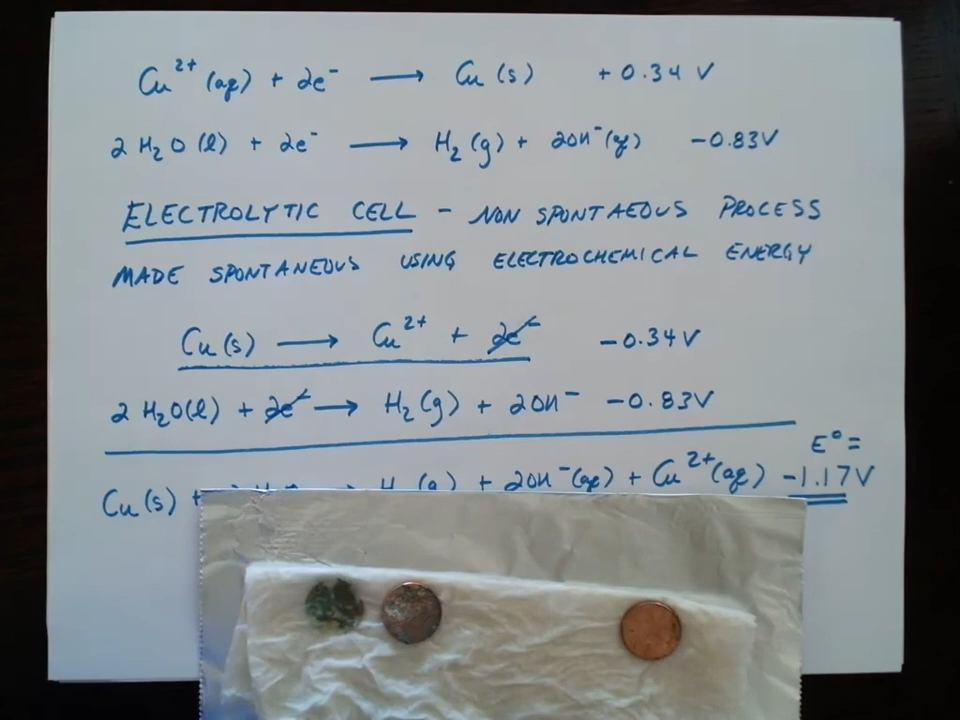 Cu²⁺(aq) + 2e⁻ → Cu(s) +0.34 V
2 H₂O(l) + 2e⁻ → H₂(g) + 2OH⁻(aq) -0.83V
ELECTROLYTIC CELL - NON SPONTAEOUS PROCESS
MADE SPONTANEOUS USING ELECTROCHEMICAL ENERGY
Cu(s) → Cu²⁺ + 2e⁻ -0.34V
2 H₂O(l) + 2e⁻ → H₂(g) + 2OH⁻ -0.83V
E° =
Cu(s) + → H₂(g) + 2OH⁻(aq) + Cu²⁺(aq) -1.17V